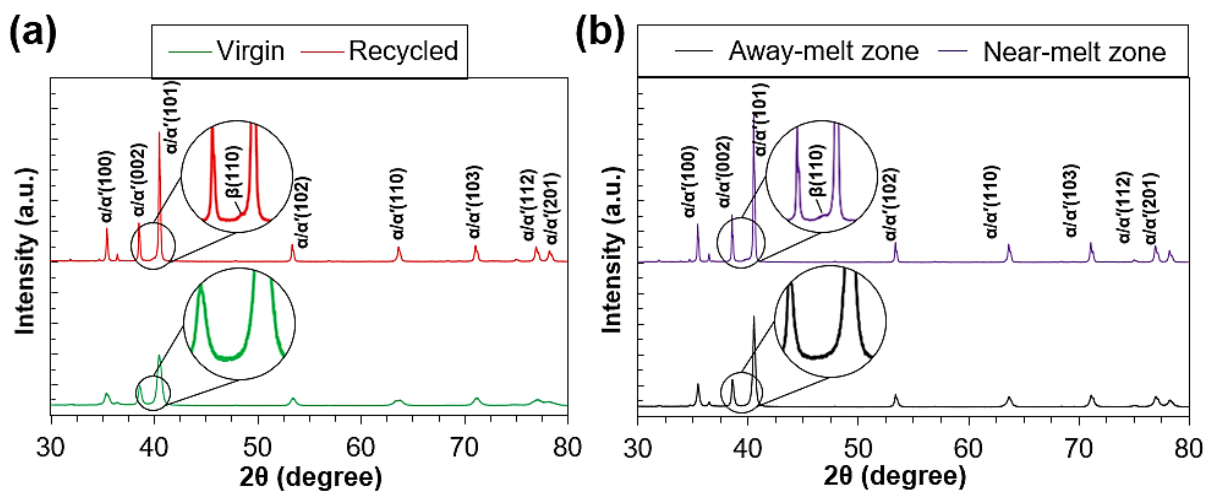 (a)
Virgin Recycled
α/α′(100)
α/α′(002)
α/α′(101)
β(110)
α/α′(102)
α/α′(110)
α/α′(103)
α/α′(112)
α/α′(201)
Intensity (a.u.)
30 40 50 60 70 80
2θ (degree)
(b)
Away-melt zone Near-melt zone
α/α′(100)
α/α′(002)
α/α′(101)
β(110)
α/α′(102)
α/α′(110)
α/α′(103)
α/α′(112)
α/α′(201)
Intensity (a.u.)
30 40 50 60 70 80
2θ (degree)